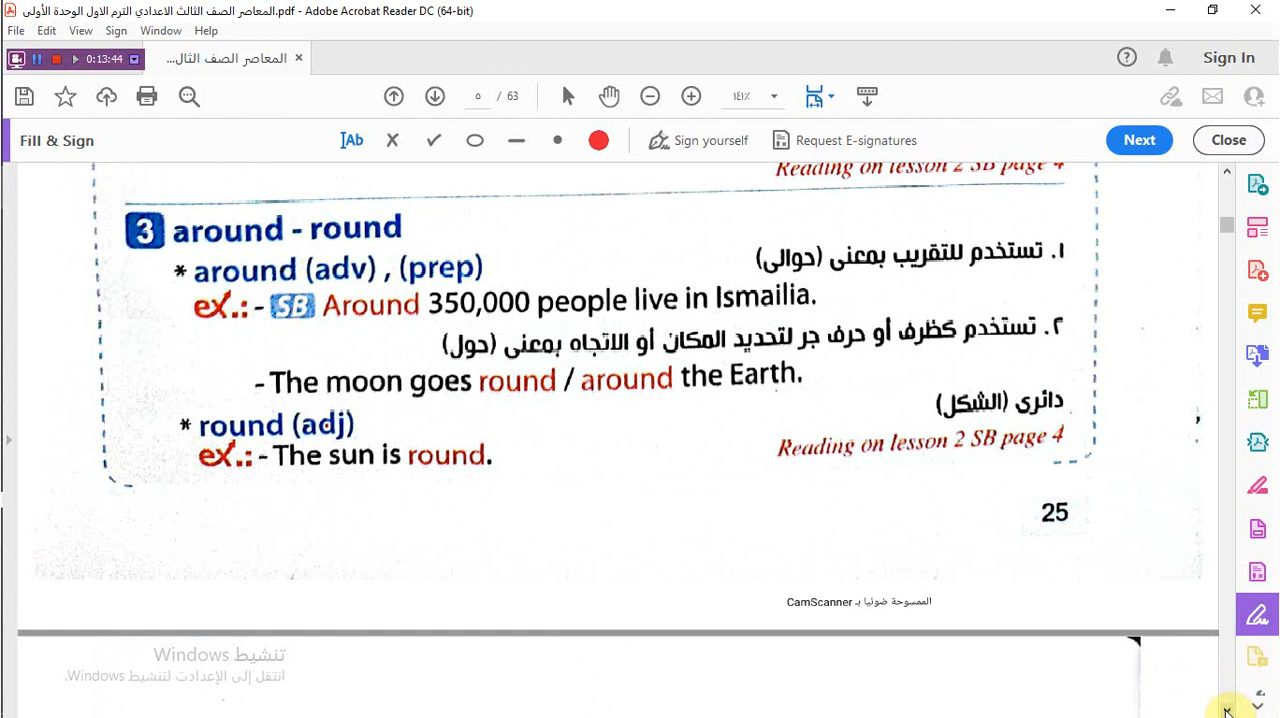 المعاصر الصف الثالث الاعدادي الترم الاول الوحدة الأولى.pdf - Adobe Acrobat Reader DC (64-bit)
File Edit View Sign Window Help
0:13:44
المعاصر الصف الثال... ×
Sign In
٥ / 63
١٤١٪
Fill & Sign
Ab
Sign yourself
Request E-signatures
Next
Close
Reading on lesson 2 SB page 4
3 around - round
* around (adv) , (prep)
١. تستخدم للتقريب بمعنى (حوالى)
ex.: - SB Around 350,000 people live in Ismailia.
٢. تستخدم كظرف أو حرف جر لتحديد المكان أو الاتجاه بمعنى (حول)
- The moon goes round / around the Earth.
* round (adj)
دائرى (الشكل)
ex.: - The sun is round.
Reading on lesson 2 SB page 4
25
الممسوحة ضوئيا بـ CamScanner
تنشيط Windows
انتقل إلى الإعدادت لتنشيط Windows.